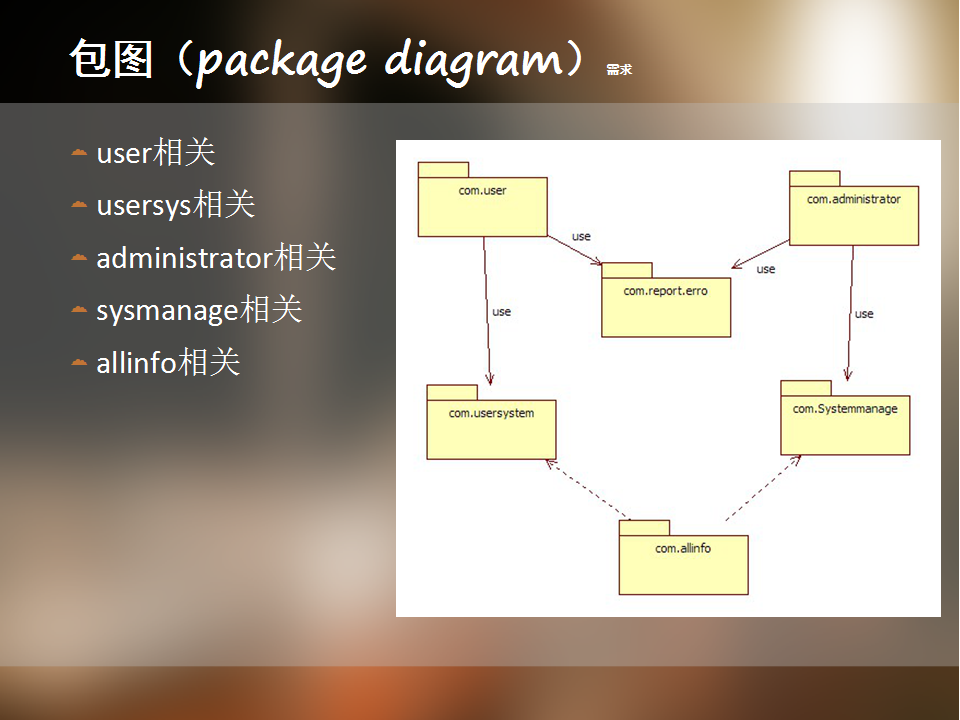 包图（package diagram）需求
user相关
usersys相关
administrator相关
sysmanage相关
allinfo相关
com.user
com.administrator
use
use
com.report.erro
use
use
com.usersystem
com.Systemmanage
com.allinfo